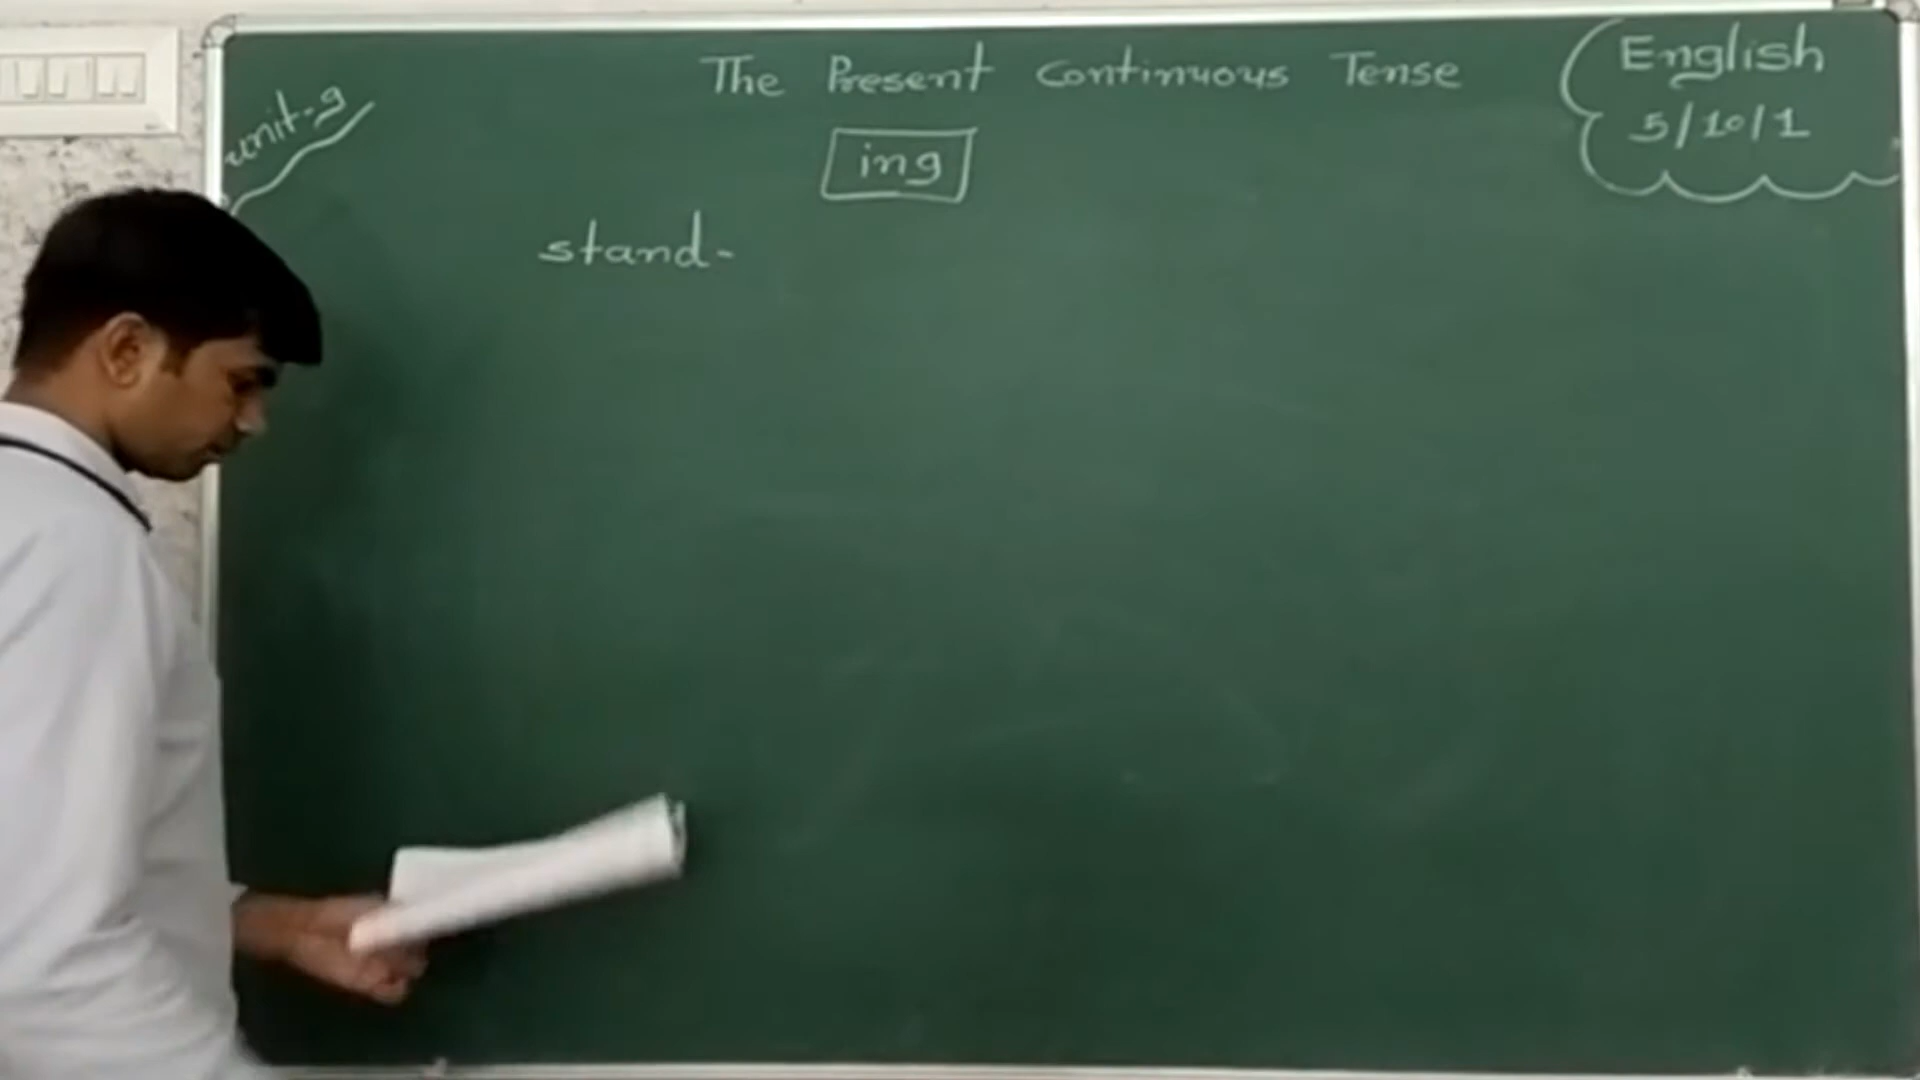 unit-9
The Present Continuous Tense
English
5/10/1
ing
stand-